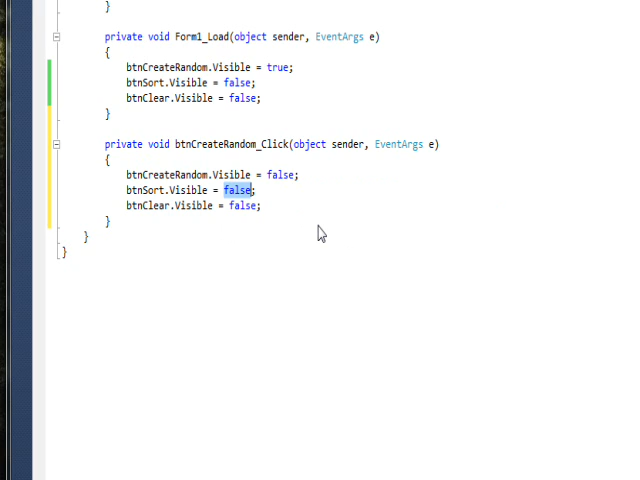 }
private void Form1_Load(object sender, EventArgs e)
{
btnCreateRandom.Visible = true;
btnSort.Visible = false;
btnClear.Visible = false;
}
private void btnCreateRandom_Click(object sender, EventArgs e)
{
btnCreateRandom.Visible = false;
btnSort.Visible = false;
btnClear.Visible = false;
}
}
}